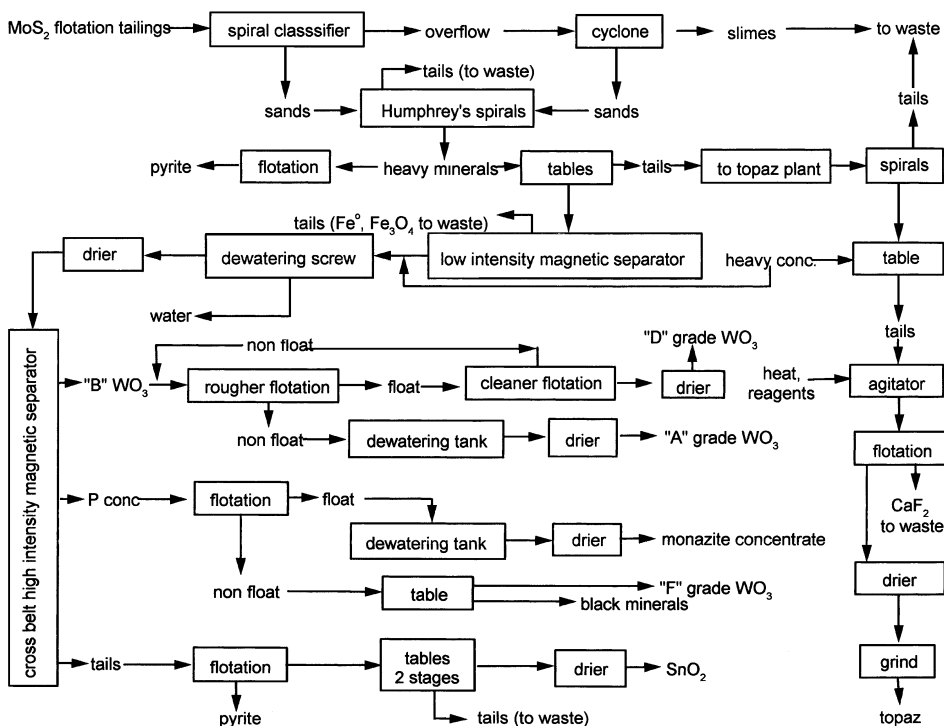 MoS₂ flotation tailings
spiral classsifier
overflow
cyclone
slimes
to waste
tails (to waste)
sands
Humphrey's spirals
sands
tails
pyrite
flotation
heavy minerals
tables
tails
to topaz plant
spirals
tails (Fe°, Fe₃O₄ to waste)
drier
dewatering screw
low intensity magnetic separator
heavy conc.
table
water
tails
cross belt high intensity magnetic separator
non float
"D" grade WO₃
"B" WO₃
rougher flotation
float
cleaner flotation
drier
heat,
reagents
agitator
non float
dewatering tank
drier
"A" grade WO₃
flotation
P conc
flotation
float
CaF₂
to waste
dewatering tank
drier
monazite concentrate
drier
non float
table
"F" grade WO₃
black minerals
tails
flotation
tables
2 stages
drier
SnO₂
grind
pyrite
tails (to waste)
topaz